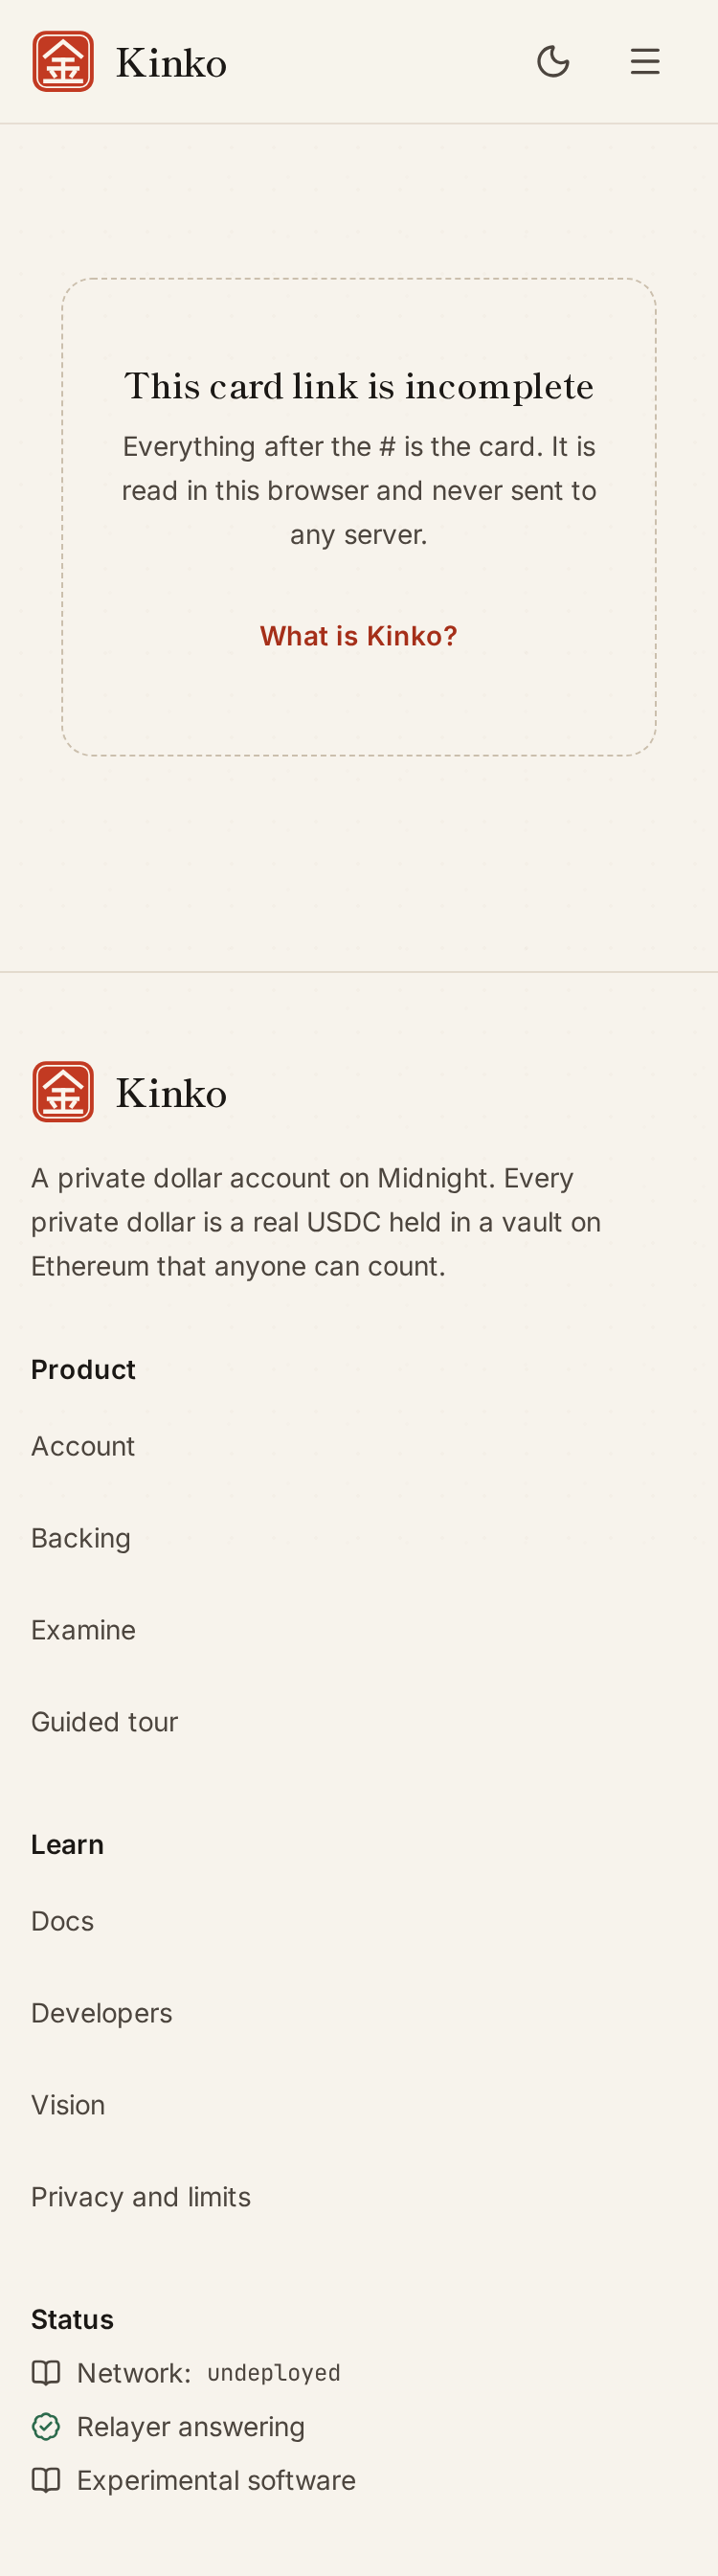 金 Kinko
This card link is incomplete
Everything after the # is the card. It is
read in this browser and never sent to
any server.
What is Kinko?
金 Kinko
A private dollar account on Midnight. Every
private dollar is a real USDC held in a vault on
Ethereum that anyone can count.
Product
Account
Backing
Examine
Guided tour
Learn
Docs
Developers
Vision
Privacy and limits
Status
Network: undeployed
Relayer answering
Experimental software